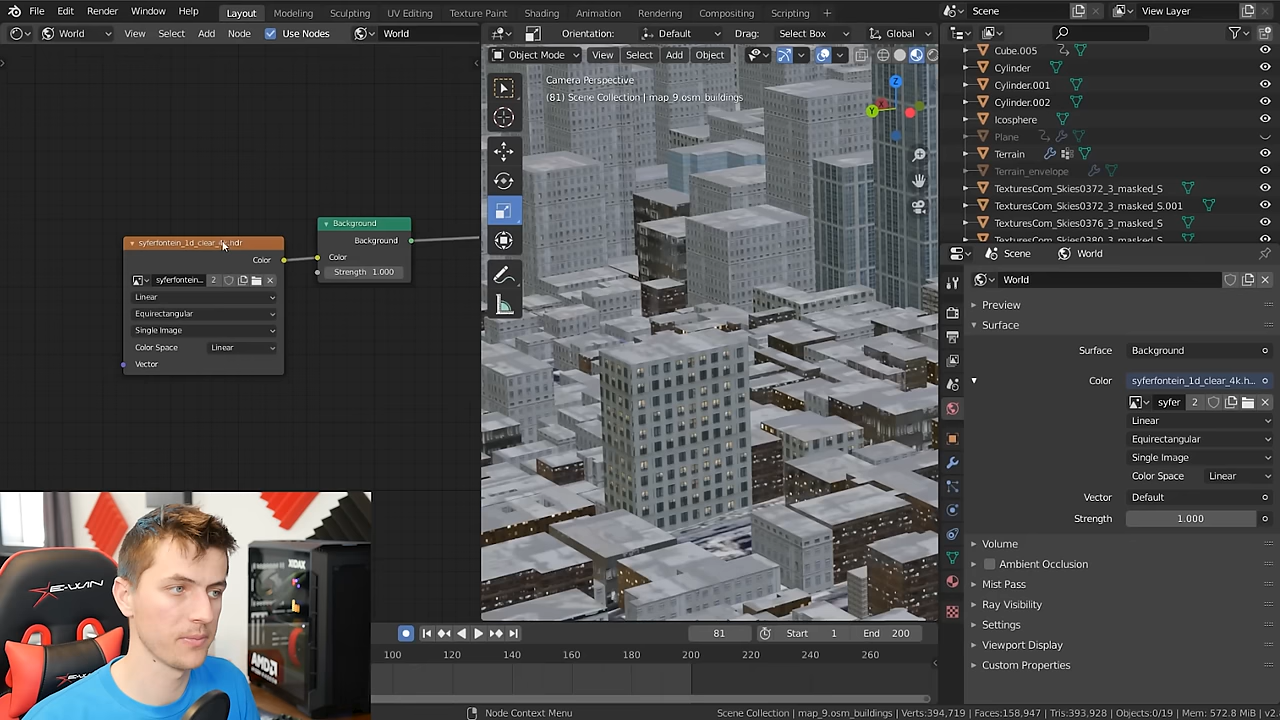 File Edit Render Window Help Layout Modeling Sculpting UV Editing Texture Paint Shading Animation Rendering Compositing Scripting + Scene View Layer
World View Select Add Node Use Nodes World Orientation: Default Drag: Select Box Global
Object Mode View Select Add Object
Camera Perspective
(81) Scene Collection | map_9.osm_buildings
Z
Y
X
Cube.005
Cylinder
Cylinder.001
Cylinder.002
Icosphere
Plane
Terrain
Terrain_envelope
TexturesCom_Skies0372_3_masked_S
TexturesCom_Skies0372_3_masked_S.001
TexturesCom_Skies0376_3_masked_S
TexturesCom_Skies0380_3_masked_S
syferfontein_1d_clear_4k.hdr
Color
syferfontein... 2
Linear
Equirectangular
Single Image
Color Space Linear
Vector
Background
Background
Color
Strength 1.000
Scene World
World
Preview
Surface
Surface Background
Color syferfontein_1d_clear_4k.h...
syfer 2
Linear
Equirectangular
Single Image
Color Space Linear
Vector Default
Strength 1.000
Volume
Ambient Occlusion
Mist Pass
Ray Visibility
Settings
Viewport Display
Custom Properties
E-WIN
AMD
81 Start 1 End 200
100 120 140 160 180 200 220 240 260
Node Context Menu
Scene Collection | map_9.osm_buildings | Verts:394,719 | Faces:158,947 | Tris:393,928 | Objects:0/19 | Mem: 572.8 MiB | v2